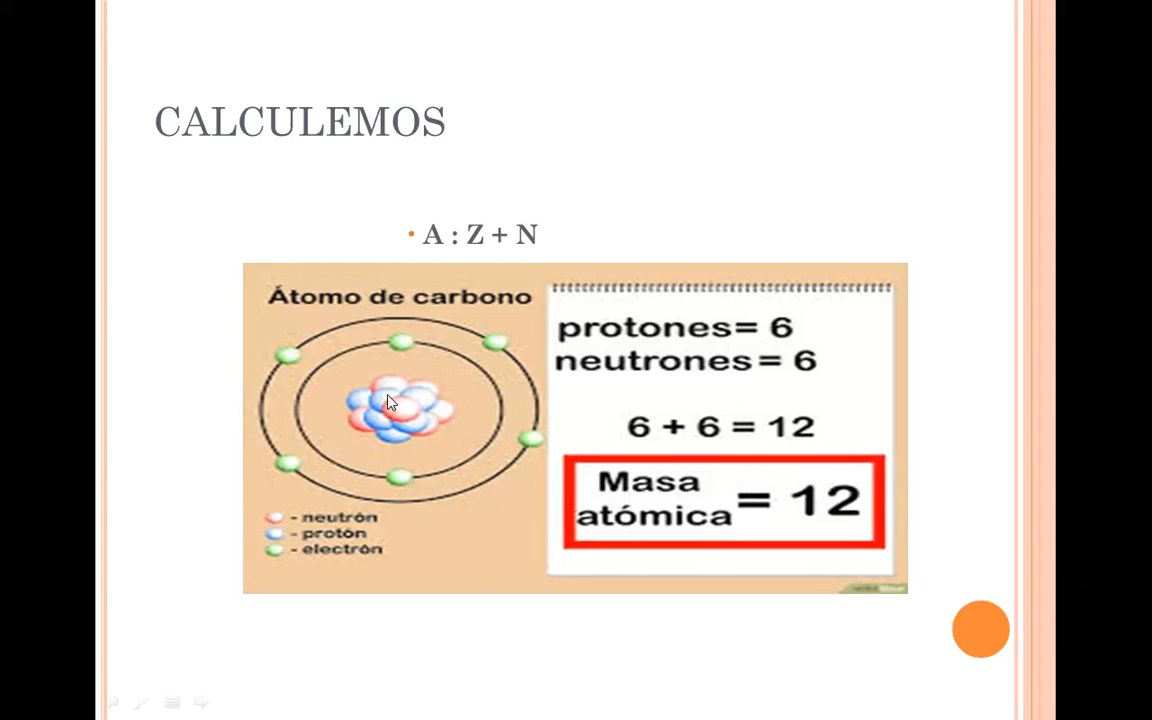 CALCULEMOS
• A : Z + N
Átomo de carbono
protones= 6
neutrones= 6
6 + 6 = 12
Masa
atómica = 12
- neutrón
- protón
- electrón